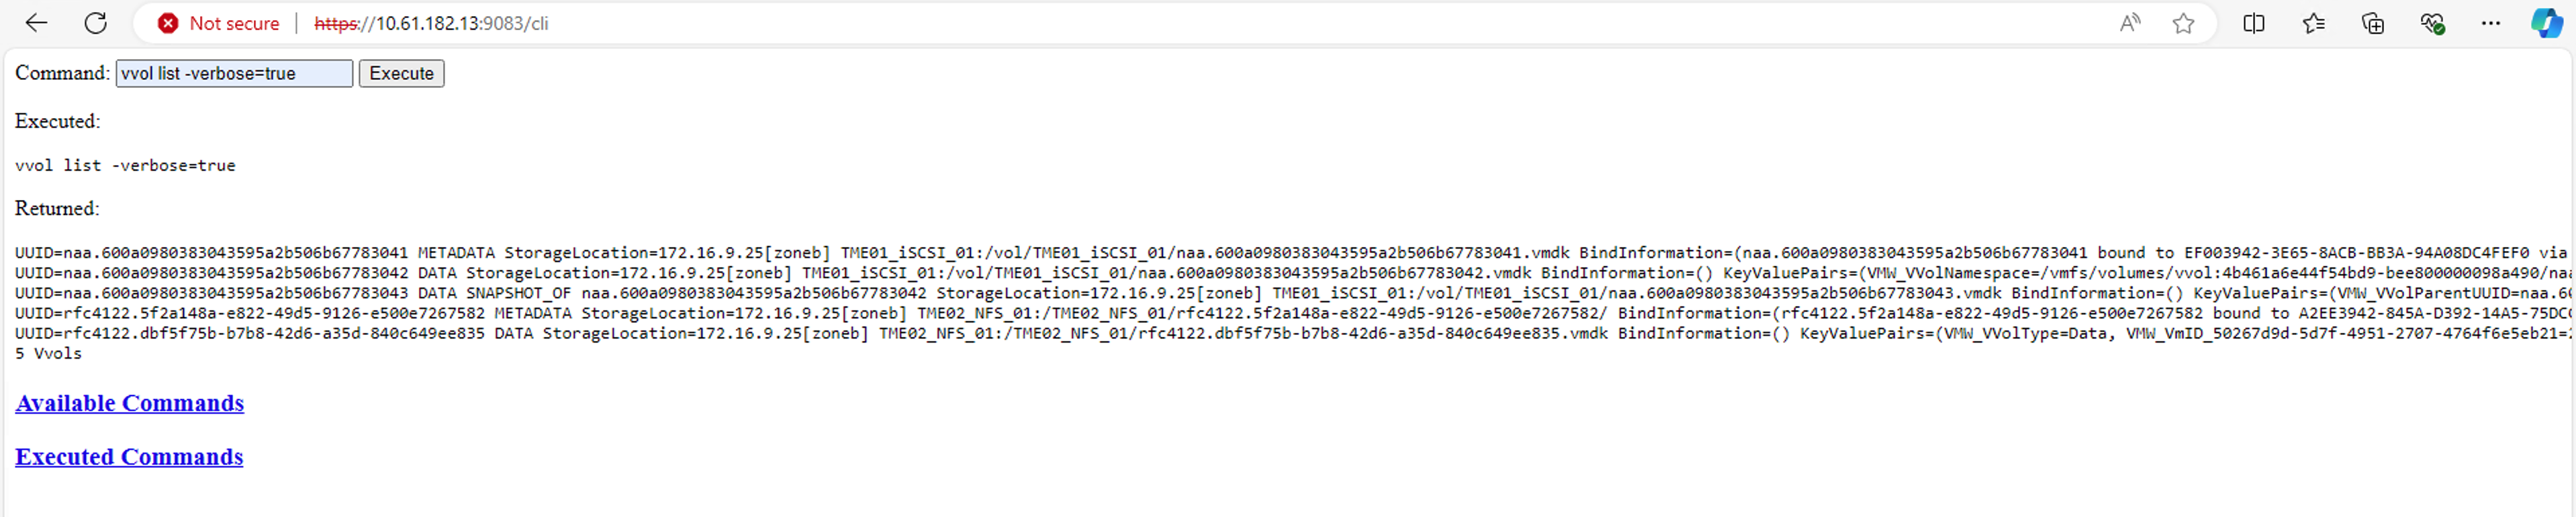 Not secure | https://10.61.182.13:9083/cli
Command: vvol list -verbose=true Execute
Executed:
vvol list -verbose=true
Returned:
UUID=naa.600a0980383043595a2b506b67783041 METADATA StorageLocation=172.16.9.25[zoneb] TME01_iSCSI_01:/vol/TME01_iSCSI_01/naa.600a0980383043595a2b506b67783041.vmdk BindInformation=(naa.600a0980383043595a2b506b67783041 bound to EF003942-3E65-8ACB-BB3A-94A08DC4FEF0 via
UUID=naa.600a0980383043595a2b506b67783042 DATA StorageLocation=172.16.9.25[zoneb] TME01_iSCSI_01:/vol/TME01_iSCSI_01/naa.600a0980383043595a2b506b67783042.vmdk BindInformation=() KeyValuePairs=(VMW_VVolNamespace=/vmfs/volumes/vvol:4b461a6e44f54bd9-bee800000098a490/naa
UUID=naa.600a0980383043595a2b506b67783043 DATA SNAPSHOT_OF naa.600a0980383043595a2b506b67783042 StorageLocation=172.16.9.25[zoneb] TME01_iSCSI_01:/vol/TME01_iSCSI_01/naa.600a0980383043595a2b506b67783043.vmdk BindInformation=() KeyValuePairs=(VMW_VVolParentUUID=naa.60
UUID=rfc4122.5f2a148a-e822-49d5-9126-e500e7267582 METADATA StorageLocation=172.16.9.25[zoneb] TME02_NFS_01:/TME02_NFS_01/rfc4122.5f2a148a-e822-49d5-9126-e500e7267582/ BindInformation=(rfc4122.5f2a148a-e822-49d5-9126-e500e7267582 bound to A2EE3942-845A-D392-14A5-75DC
UUID=rfc4122.dbf5f75b-b7b8-42d6-a35d-840c649ee835 DATA StorageLocation=172.16.9.25[zoneb] TME02_NFS_01:/TME02_NFS_01/rfc4122.dbf5f75b-b7b8-42d6-a35d-840c649ee835.vmdk BindInformation=() KeyValuePairs=(VMW_VVolType=Data, VMW_VmID_50267d9d-5d7f-4951-2707-4764f6e5eb21=
5 Vvols
Available Commands
Executed Commands